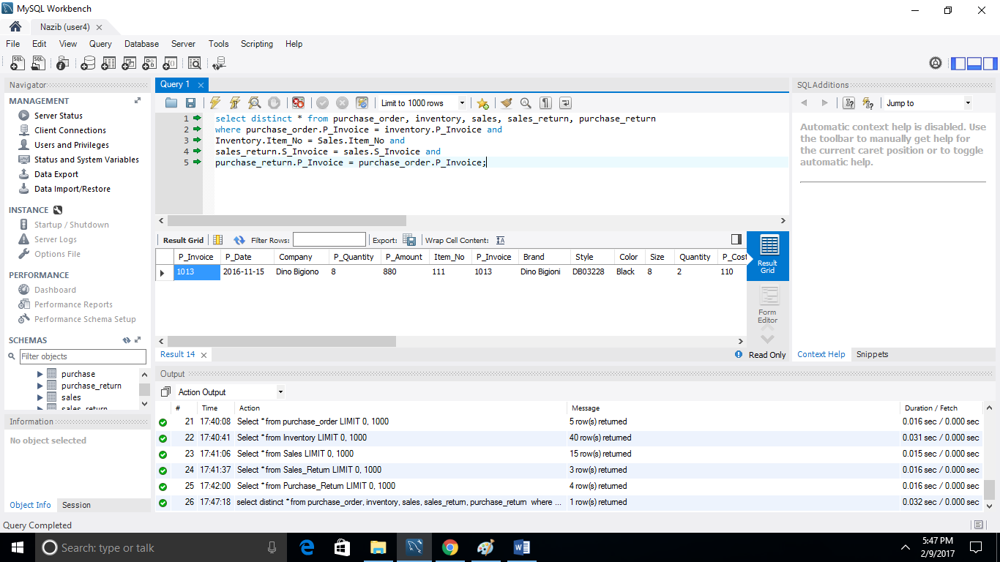 MySQL Workbench
Nazib (user4)
File Edit View Query Database Server Tools Scripting Help
Navigator
MANAGEMENT
Server Status
Client Connections
Users and Privileges
Status and System Variables
Data Export
Data Import/Restore
INSTANCE
Startup / Shutdown
Server Logs
Options File
PERFORMANCE
Dashboard
Performance Reports
Performance Schema Setup
SCHEMAS
Filter objects
purchase
purchase_return
sales
sales_return
Information
No object selected
Object Info Session
Query 1
Limit to 1000 rows
1 select distinct * from purchase_order, inventory, sales, sales_return, purchase_return
2 where purchase_order.P_Invoice = inventory.P_Invoice and
3 Inventory.Item_No = Sales.Item_No and
4 sales_return.S_Invoice = sales.S_Invoice and
5 purchase_return.P_Invoice = purchase_order.P_Invoice;
Result Grid Filter Rows: Export: Wrap Cell Content:
P_Invoice P_Date Company P_Quantity P_Amount Item_No P_Invoice Brand Style Color Size Quantity P_Cost
1013 2016-11-15 Dino Bigiono 8 880 111 1013 Dino Bigioni DB03228 Black 8 2 110
Result
Grid
Form
Editor
Result 14
Read Only
SQLAdditions
Jump to
Automatic context help is disabled. Use
the toolbar to manually get help for
the current caret position or to toggle
automatic help.
Context Help Snippets
Output
Action Output
# Time Action Message Duration / Fetch
21 17:40:08 Select * from purchase_order LIMIT 0, 1000 5 row(s) returned 0.016 sec / 0.000 sec
22 17:40:41 Select * from Inventory LIMIT 0, 1000 40 row(s) returned 0.031 sec / 0.000 sec
23 17:41:06 Select * from Sales LIMIT 0, 1000 15 row(s) returned 0.015 sec / 0.000 sec
24 17:41:37 Select * from Sales_Return LIMIT 0, 1000 3 row(s) returned 0.016 sec / 0.000 sec
25 17:42:00 Select * from Purchase_Return LIMIT 0, 1000 4 row(s) returned 0.016 sec / 0.000 sec
26 17:47:18 select distinct * from purchase_order, inventory, sales, sales_return, purchase_return where ... 1 row(s) returned 0.032 sec / 0.000 sec
Query Completed
Search: type or talk
5:47 PM
2/9/2017